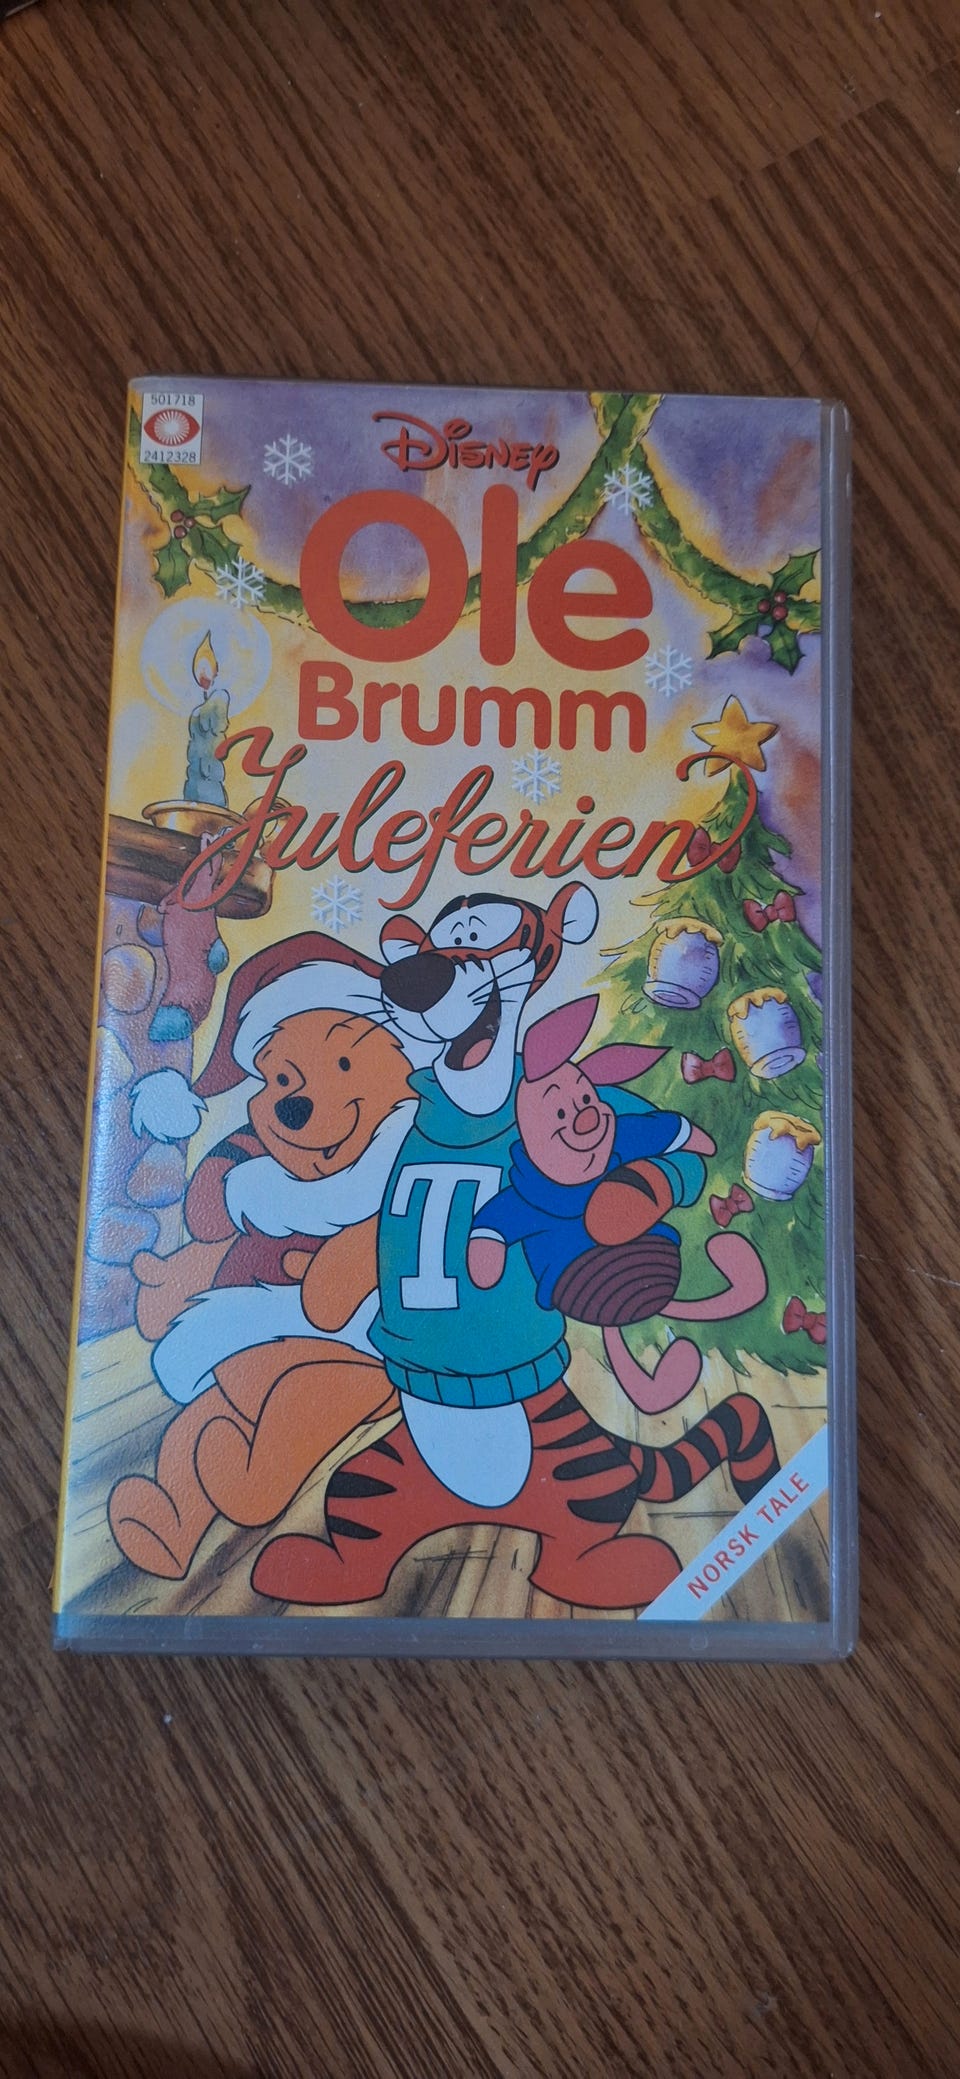 501718
2412328
Disney
Ole
Brumm
Juleferien
T
NORSK TALE